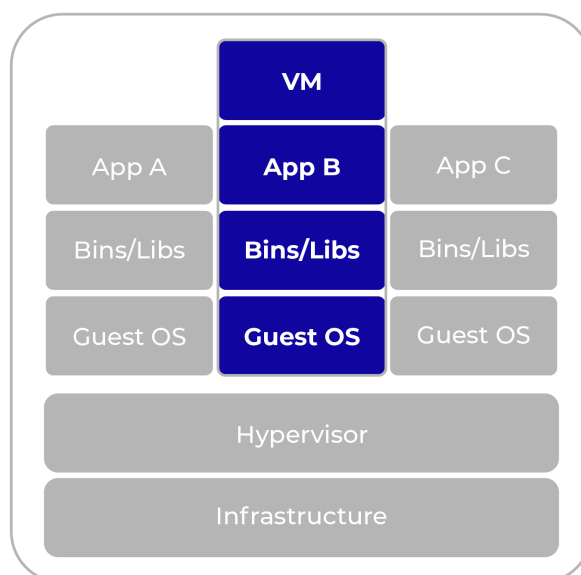 VM
App A
App B
App C
Bins/Libs
Bins/Libs
Bins/Libs
Guest OS
Guest OS
Guest OS
Hypervisor
Infrastructure